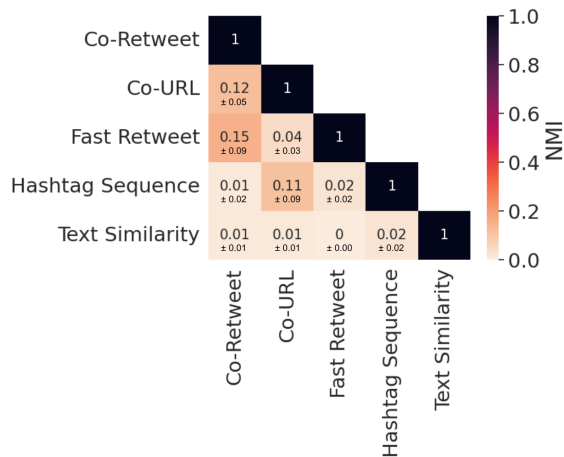 Co-Retweet 1
Co-URL 0.12 ± 0.05 1
Fast Retweet 0.15 ± 0.09 0.04 ± 0.03 1
Hashtag Sequence 0.01 ± 0.02 0.11 ± 0.09 0.02 ± 0.02 1
Text Similarity 0.01 ± 0.01 0.01 ± 0.01 0 ± 0.00 0.02 ± 0.02 1
Co-Retweet
Co-URL
Fast Retweet
Hashtag Sequence
Text Similarity
1.0
0.8
0.6
0.4
0.2
0.0
NMI